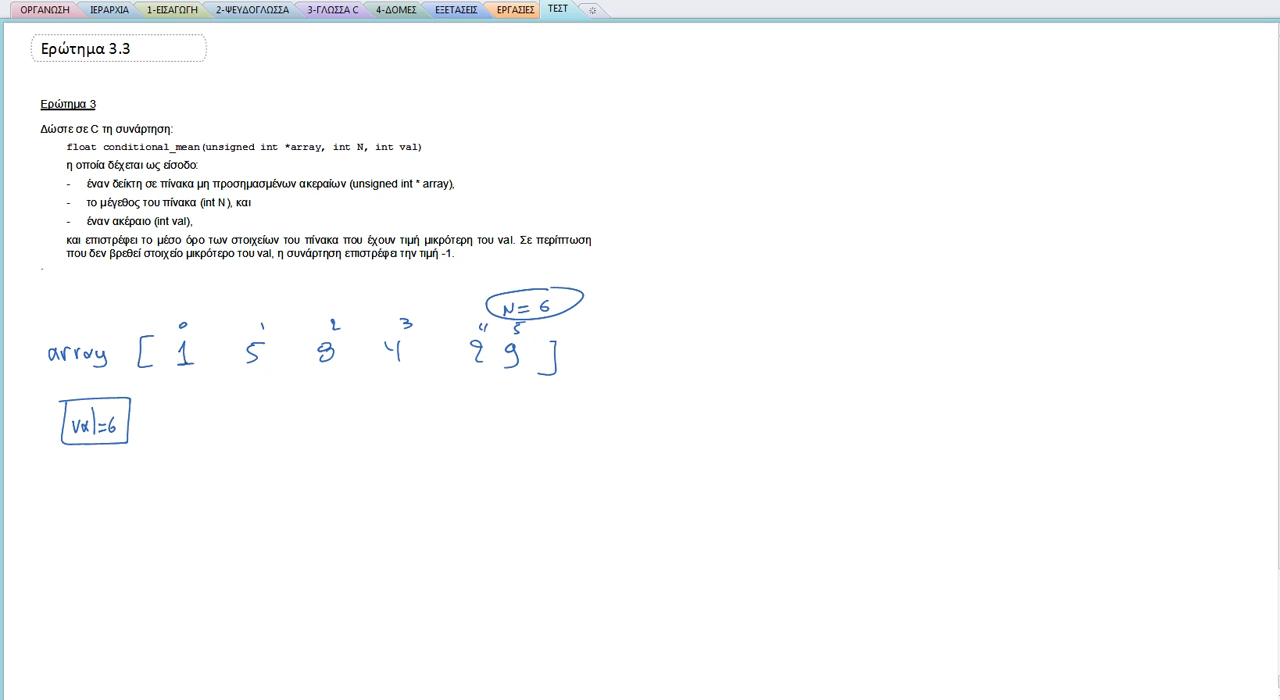 ΟΡΓΑΝΩΣΗ ΙΕΡΑΡΧΙΑ 1-ΕΙΣΑΓΩΓΗ 2-ΨΕΥΔΟΓΛΩΣΣΑ 3-ΓΛΩΣΣΑ C 4-ΔΟΜΕΣ ΕΞΕΤΑΣΕΙΣ ΕΡΓΑΣΙΕΣ ΤΕΣΤ
Ερώτημα 3.3
Ερώτημα 3
Δώστε σε C τη συνάρτηση:
float conditional_mean(unsigned int *array, int N, int val)
η οποία δέχεται ως είσοδο:
- έναν δείκτη σε πίνακα μη προσημασμένων ακεραίων (unsigned int * array),
- το μέγεθος του πίνακα (int N), και
- έναν ακέραιο (int val),
και επιστρέφει το μέσο όρο των στοιχείων του πίνακα που έχουν τιμή μικρότερη του val. Σε περίπτωση
που δεν βρεθεί στοιχείο μικρότερο του val, η συνάρτηση επιστρέφει την τιμή -1.
N= 6
0 1 2 3 4 5
array [ 1 5 8 4 2 9 ]
val=6